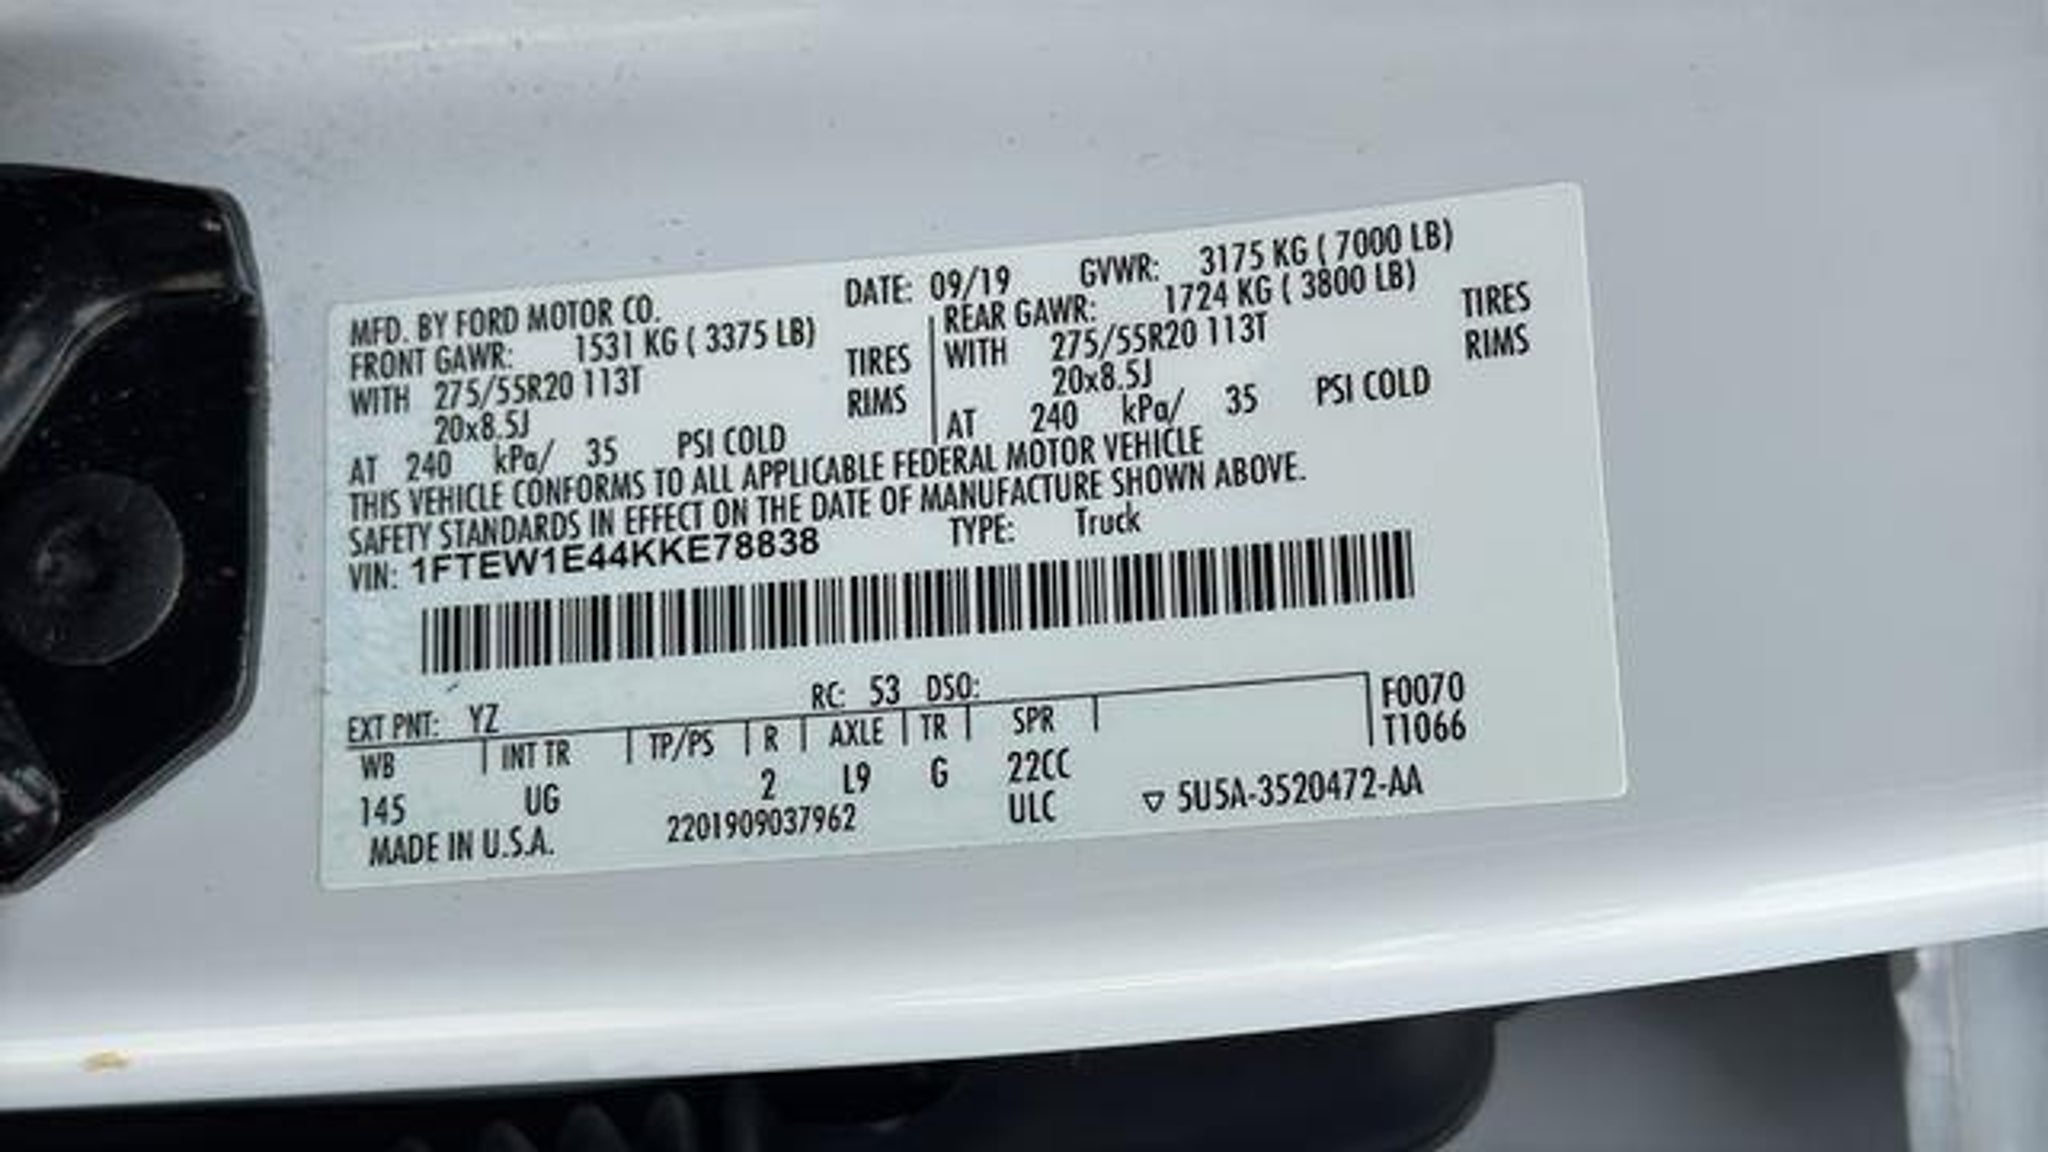 MFD. BY FORD MOTOR CO. DATE: 09/19 GVWR: 3175 KG ( 7000 LB)
FRONT GAWR: 1531 KG ( 3375 LB) REAR GAWR: 1724 KG ( 3800 LB)
WITH 275/55R20 113T TIRES WITH 275/55R20 113T TIRES
20x8.5J RIMS 20x8.5J RIMS
AT 240 kPa/ 35 PSI COLD AT 240 kPa/ 35 PSI COLD
THIS VEHICLE CONFORMS TO ALL APPLICABLE FEDERAL MOTOR VEHICLE
SAFETY STANDARDS IN EFFECT ON THE DATE OF MANUFACTURE SHOWN ABOVE.
VIN: 1FTEW1E44KKE78838 TYPE: Truck
EXT PNT: YZ RC: 53 DSO: F0070
WB INT TR TP/PS R AXLE TR SPR T1066
145 UG 2 L9 G 22CC
MADE IN U.S.A. 2201909037962 ULC ▽ 5U5A-3520472-AA